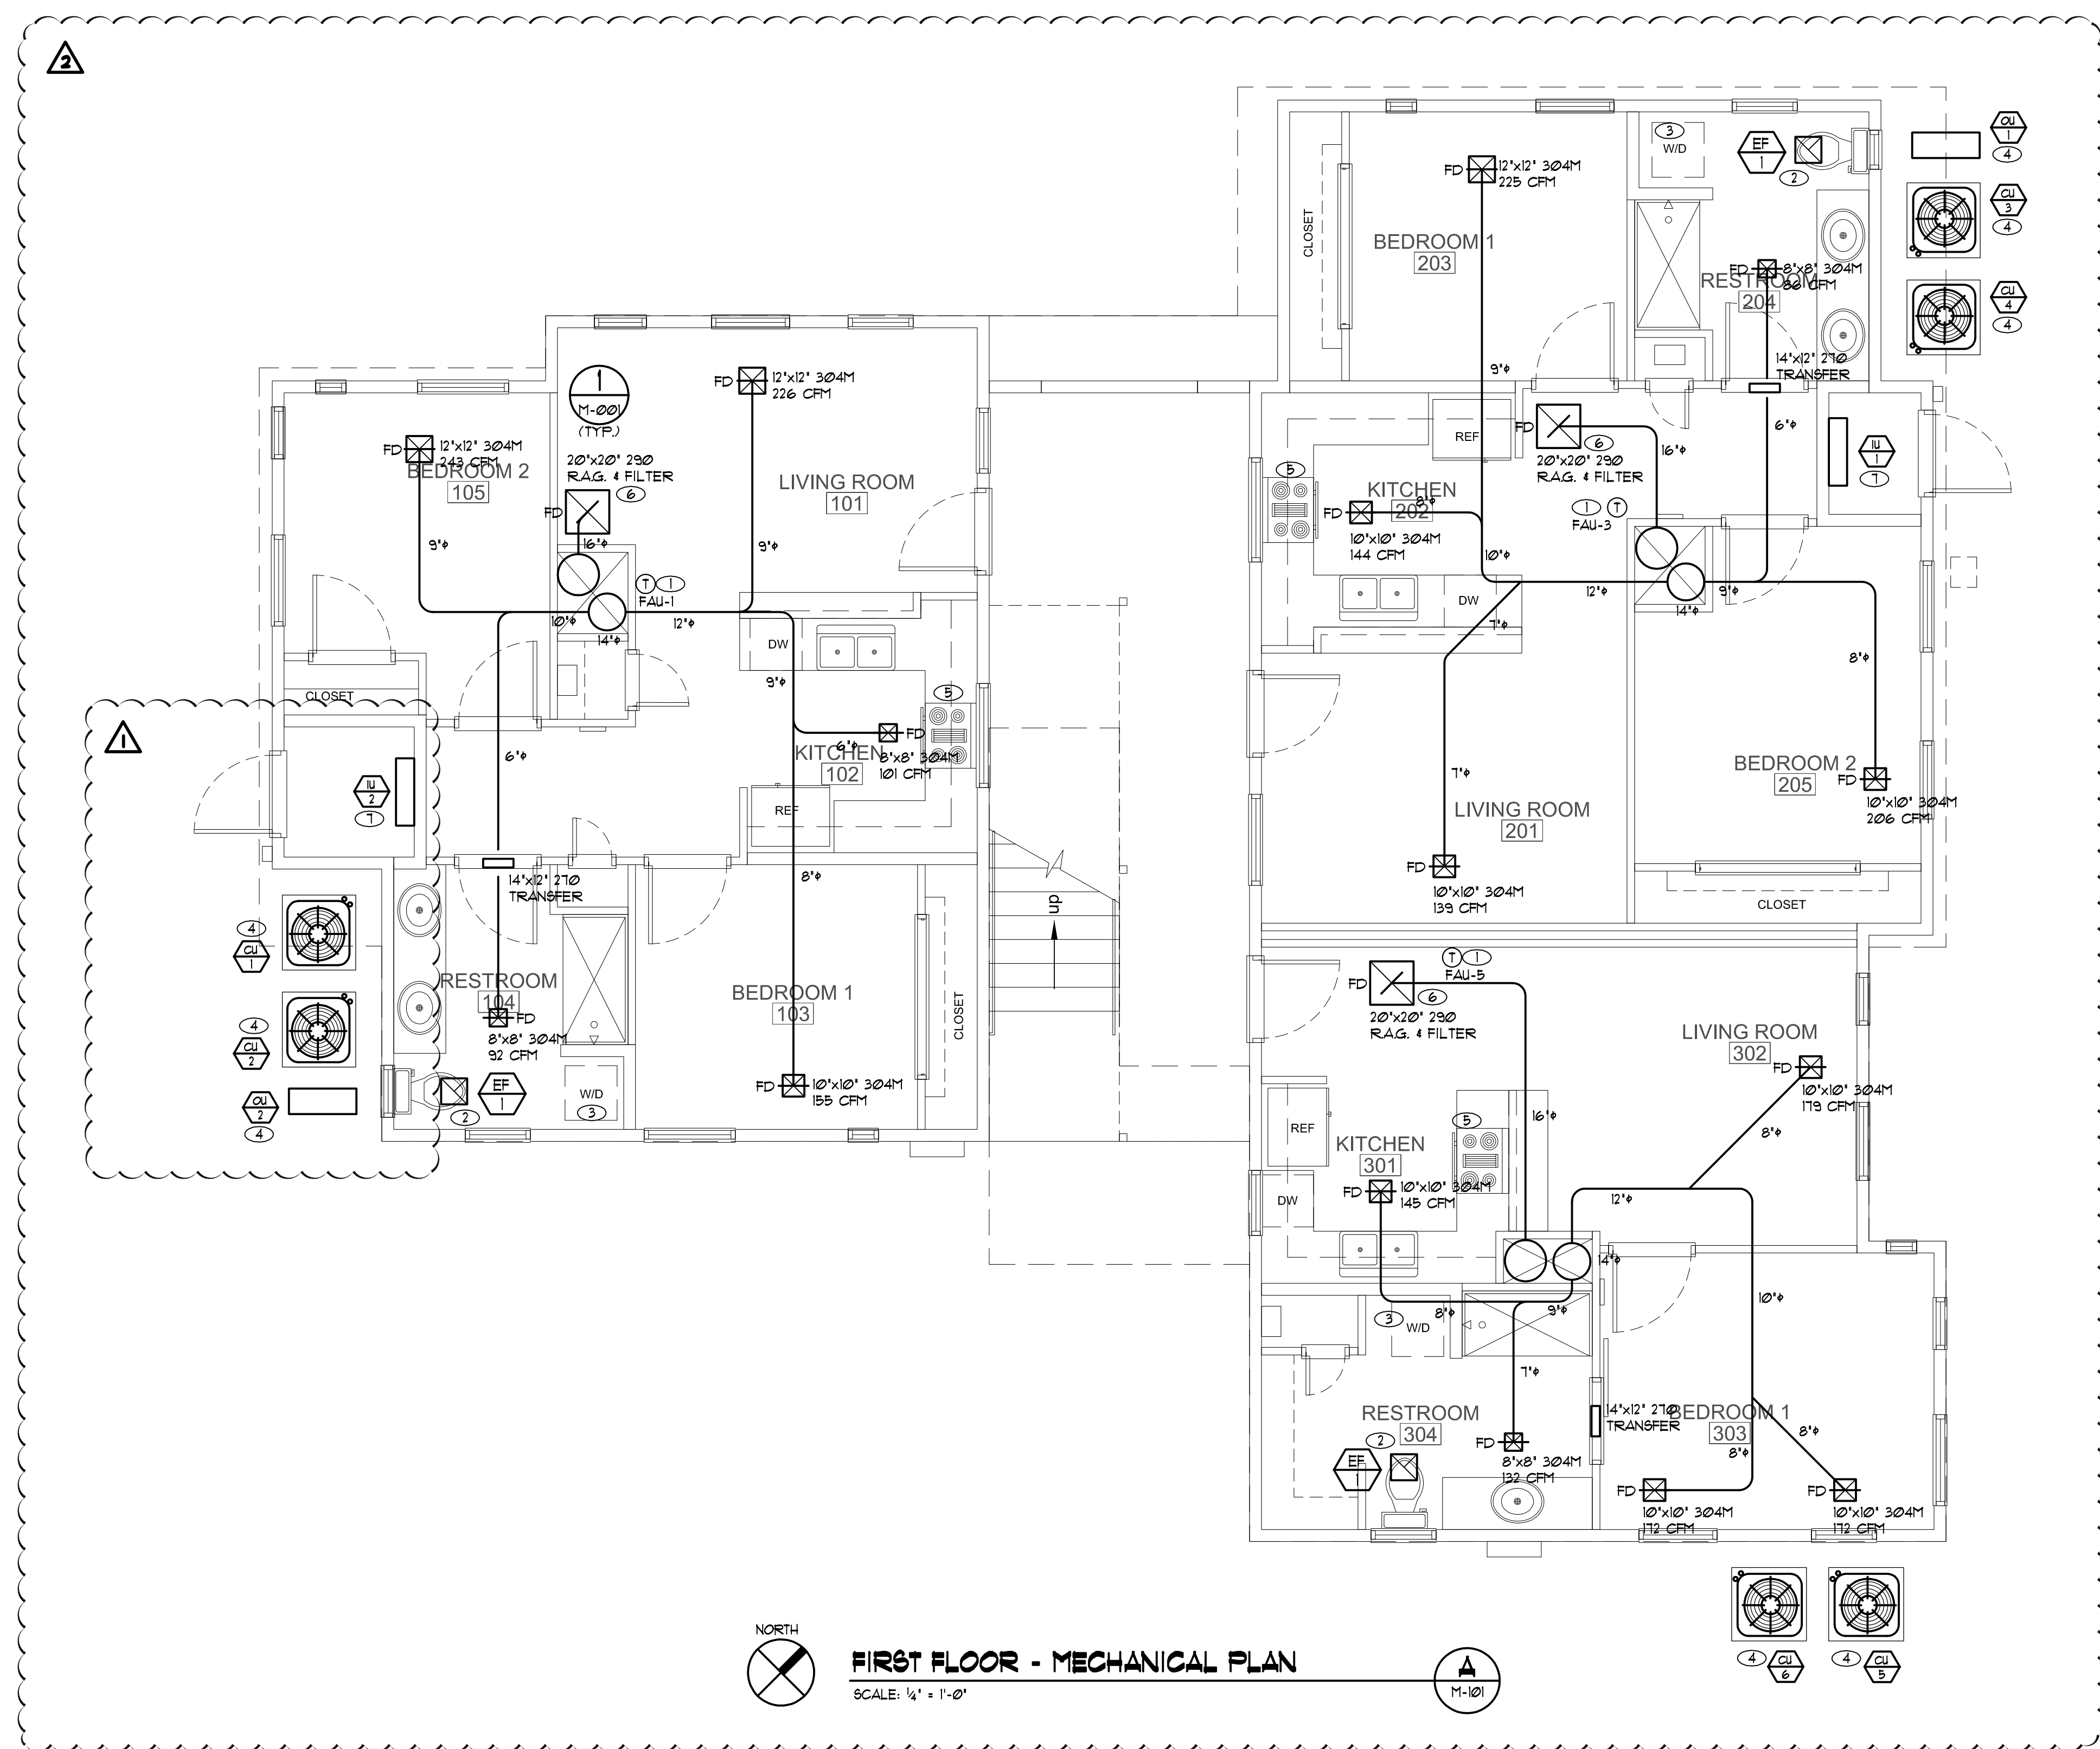 2
OU
1
4
CU
3
4
CU
4
4
FD
12"x12" 304M
225 CFM
3
W/D
EF
1
2
CLOSET
BEDROOM 1
203
FD
8"x8" 304M
86 CFM
RESTROOM
204
9"φ
14"x12" 270
TRANSFER
1
M-001
(TYP.)
FD
12"x12" 304M
226 CFM
FD
12"x12" 304M
243 CFM
BEDROOM 2
105
20"x20" 290
R.A.G. & FILTER
6
FD
16"φ
LIVING ROOM
101
9"φ
9"φ
T
1
FAU-1
10"φ
14"φ
12"φ
REF
FD
6
20"x20" 290
R.A.G. & FILTER
16"φ
6"φ
IU
1
7
5
KITCHEN
202
8"φ
FD
10"x10" 304M
144 CFM
1
T
FAU-3
10"φ
12"φ
14"φ
9"φ
DW
7"φ
8"φ
DW
9"φ
CLOSET
1
5
6"φ
FD
KITCHEN
102
8"x8" 304M
101 CFM
6"φ
IU
2
7
REF
7"φ
LIVING ROOM
201
BEDROOM 2
205
FD
10"x10" 304M
206 CFM
14"x12" 270
TRANSFER
8"φ
FD
10"x10" 304M
139 CFM
CLOSET
4
CU
1
up
RESTROOM
104
FD
8"x8" 304M
92 CFM
BEDROOM 1
103
CLOSET
T
1
FAU-5
FD
6
20"x20" 290
R.A.G. & FILTER
LIVING ROOM
302
4
CU
2
OU
2
4
2
EF
1
W/D
3
FD
10"x10" 304M
155 CFM
FD
10"x10" 304M
179 CFM
REF
5
16"φ
8"φ
KITCHEN
301
FD
10"x10" 304M
145 CFM
DW
12"φ
14"φ
10"φ
3
8"φ
W/D
9"φ
7"φ
RESTROOM
304
2
EF
1
FD
8"x8" 304M
132 CFM
14"x12" 270
TRANSFER
BEDROOM 1
303
8"φ
8"φ
FD
10"x10" 304M
172 CFM
FD
10"x10" 304M
172 CFM
4
CU
6
4
CU
5
NORTH
FIRST FLOOR - MECHANICAL PLAN
SCALE: 1/4" = 1'-0"
A
M-101